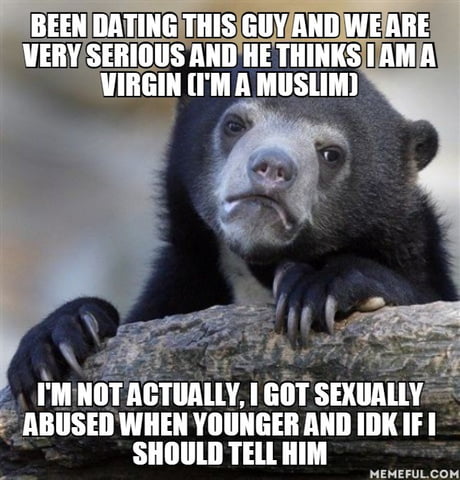 BEEN DATING THIS GUY AND WE ARE
VERY SERIOUS AND HE THINKS I AM A
VIRGIN (I'M A MUSLIM)
I'M NOT ACTUALLY, I GOT SEXUALLY
ABUSED WHEN YOUNGER AND IDK IF I
SHOULD TELL HIM
MEMEFUL.COM